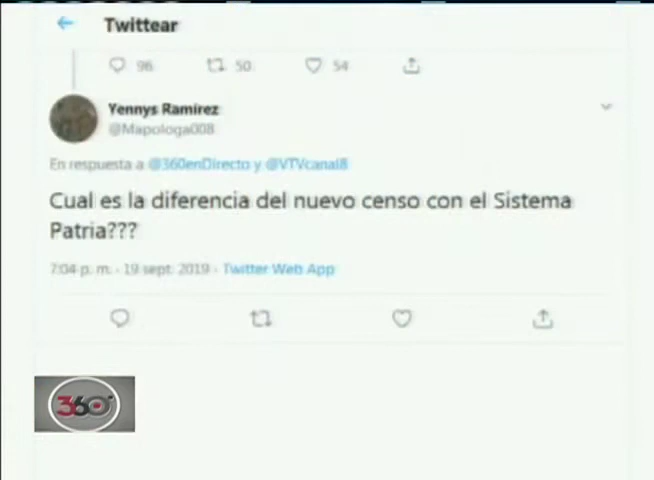 Twittear
96 50 54
Yennys Ramírez
@Mapologa008
En respuesta a @360enDirecto y @VTVcanal8
Cual es la diferencia del nuevo censo con el Sistema
Patria???
7:04 p. m. · 19 sept. 2019 · Twitter Web App
360°